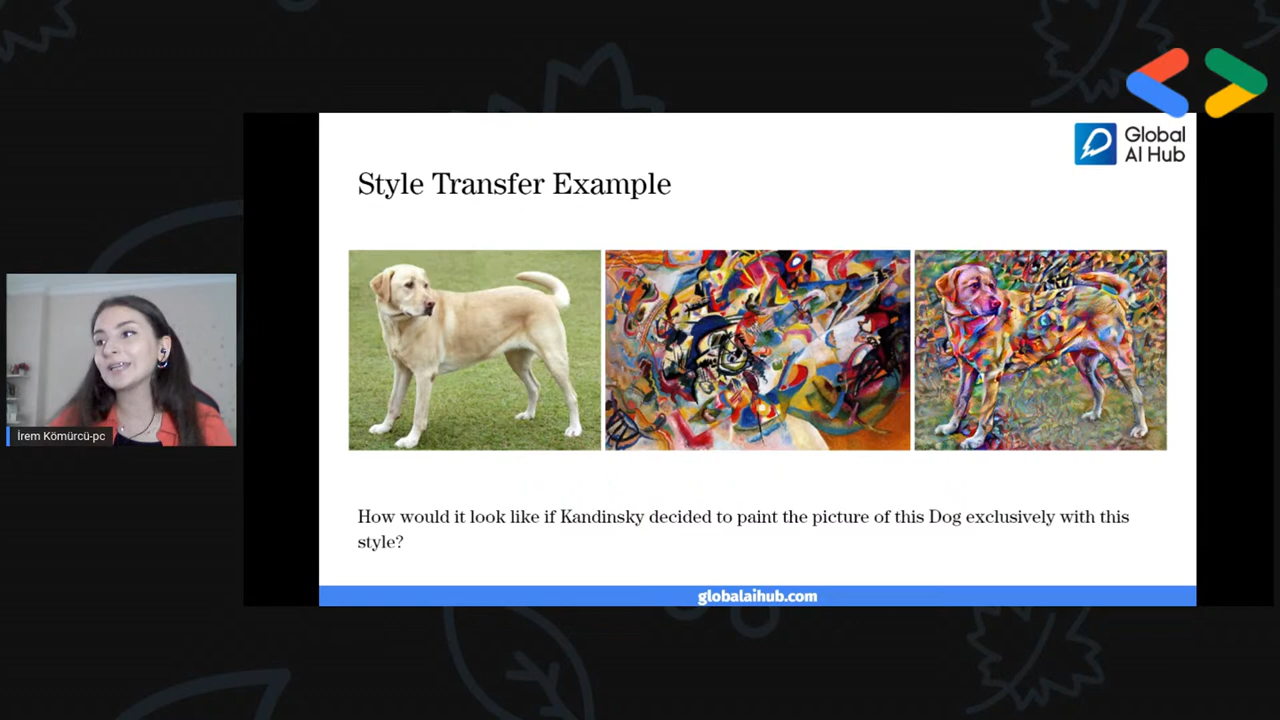 Global
AI Hub
Style Transfer Example
İrem Kömürcü-pc
How would it look like if Kandinsky decided to paint the picture of this Dog exclusively with this
style?
globalaihub.com